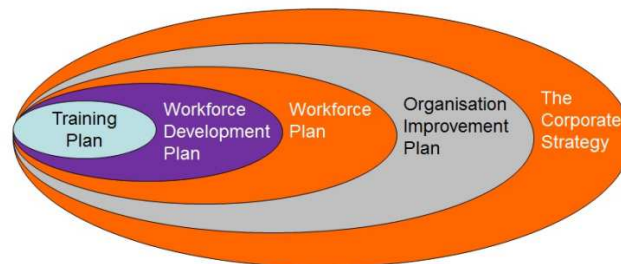 Training
Plan
Workforce
Development
Plan
Workforce
Plan
Organisation
Improvement
Plan
The
Corporate
Strategy